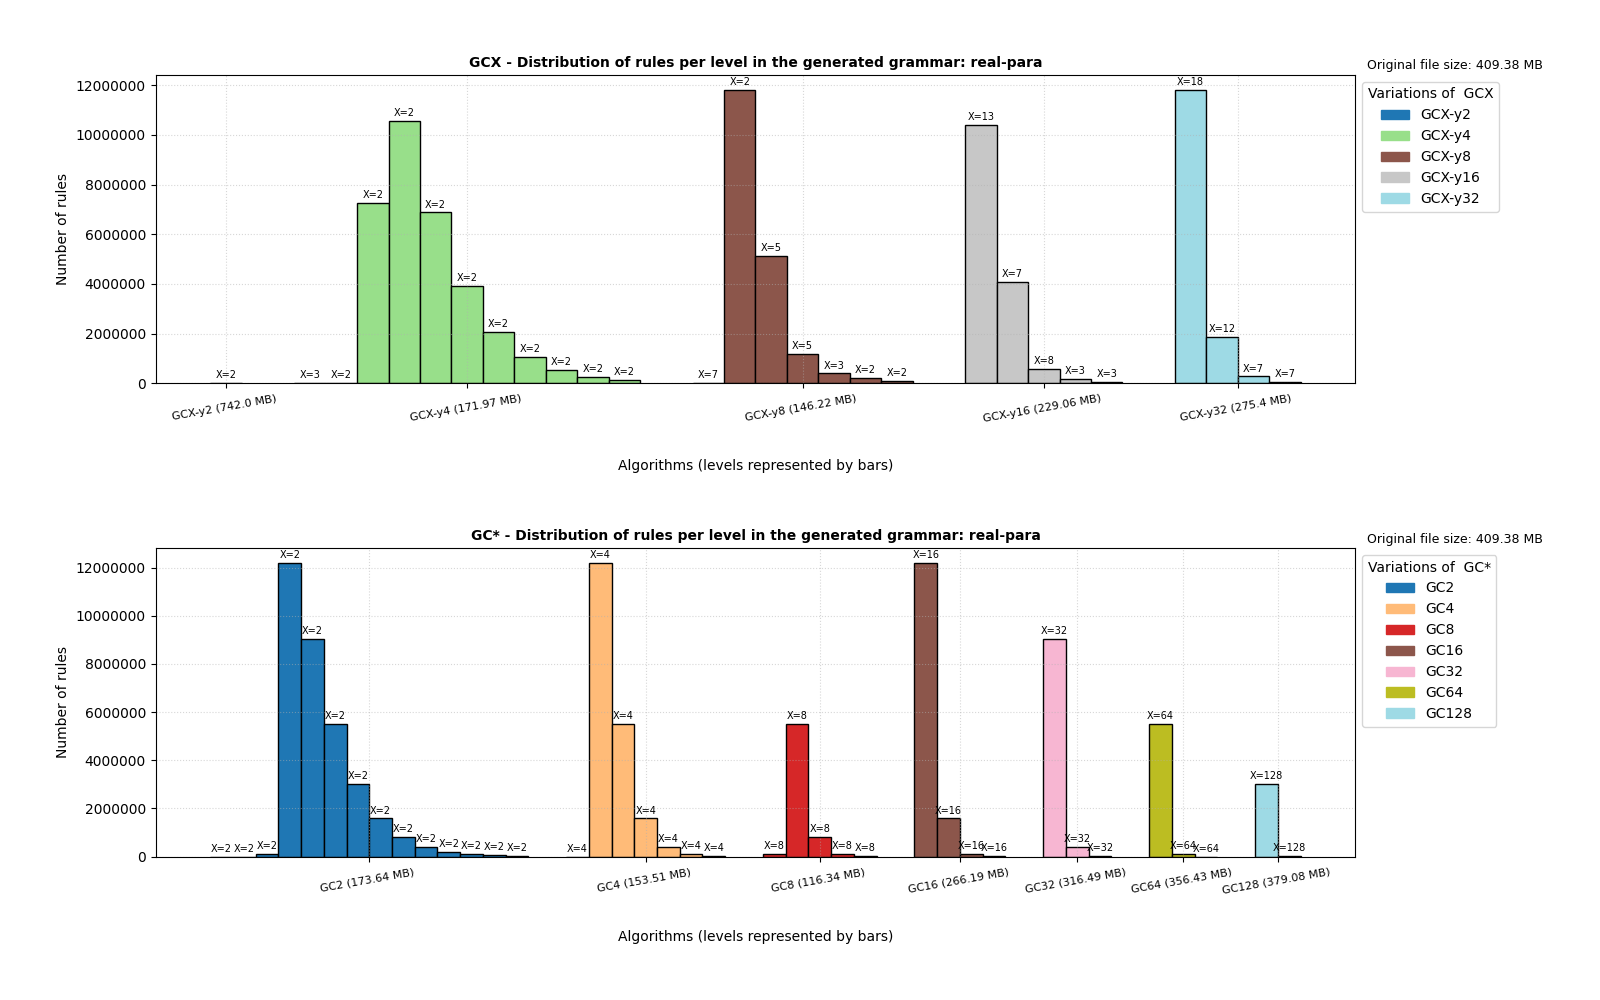 GCX - Distribution of rules per level in the generated grammar: real-para
Original file size: 409.38 MB
Number of rules
12000000
10000000
8000000
6000000
4000000
2000000
0
X=2
X=3 X=2 X=2 X=2 X=2 X=2 X=2 X=2 X=2 X=2 X=2
X=7 X=2 X=5 X=5 X=3 X=2 X=2
X=13 X=7 X=8 X=3 X=3
X=18 X=12 X=7 X=7
GCX-y2 (742.0 MB)
GCX-y4 (171.97 MB)
GCX-y8 (146.22 MB)
GCX-y16 (229.06 MB)
GCX-y32 (275.4 MB)
Algorithms (levels represented by bars)
Variations of  GCX
GCX-y2
GCX-y4
GCX-y8
GCX-y16
GCX-y32
GC* - Distribution of rules per level in the generated grammar: real-para
Original file size: 409.38 MB
Number of rules
12000000
10000000
8000000
6000000
4000000
2000000
0
X=2 X=2 X=2 X=2 X=2 X=2 X=2 X=2 X=2 X=2 X=2 X=2 X=2 X=2
X=4 X=4 X=4 X=4 X=4 X=4 X=4
X=8 X=8 X=8 X=8 X=8
X=16 X=16 X=16 X=16
X=32 X=32 X=32
X=64 X=64 X=64
X=128 X=128
GC2 (173.64 MB)
GC4 (153.51 MB)
GC8 (116.34 MB)
GC16 (266.19 MB)
GC32 (316.49 MB)
GC64 (356.43 MB)
GC128 (379.08 MB)
Algorithms (levels represented by bars)
Variations of  GC*
GC2
GC4
GC8
GC16
GC32
GC64
GC128